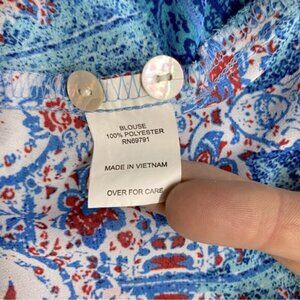 BLOUSE
100% POLYESTER
RN69791
MADE IN VIETNAM
OVER FOR CARE